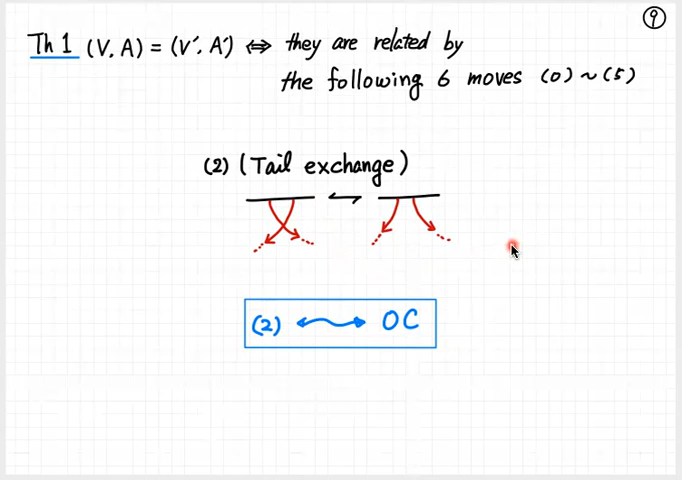 ⑨
Th 1 (V, A) = (V', A') ⇔ they are related by
the following 6 moves (0) ~ (5)
(2) (Tail exchange)
(2) ↔ OC